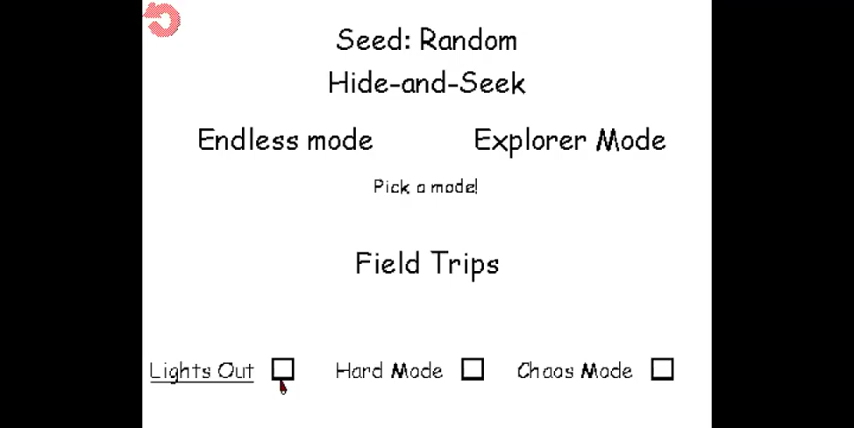 Seed: Random
Hide-and-Seek
Endless mode Explorer Mode
Pick a mode!
Field Trips
Lights Out Hard Mode Chaos Mode